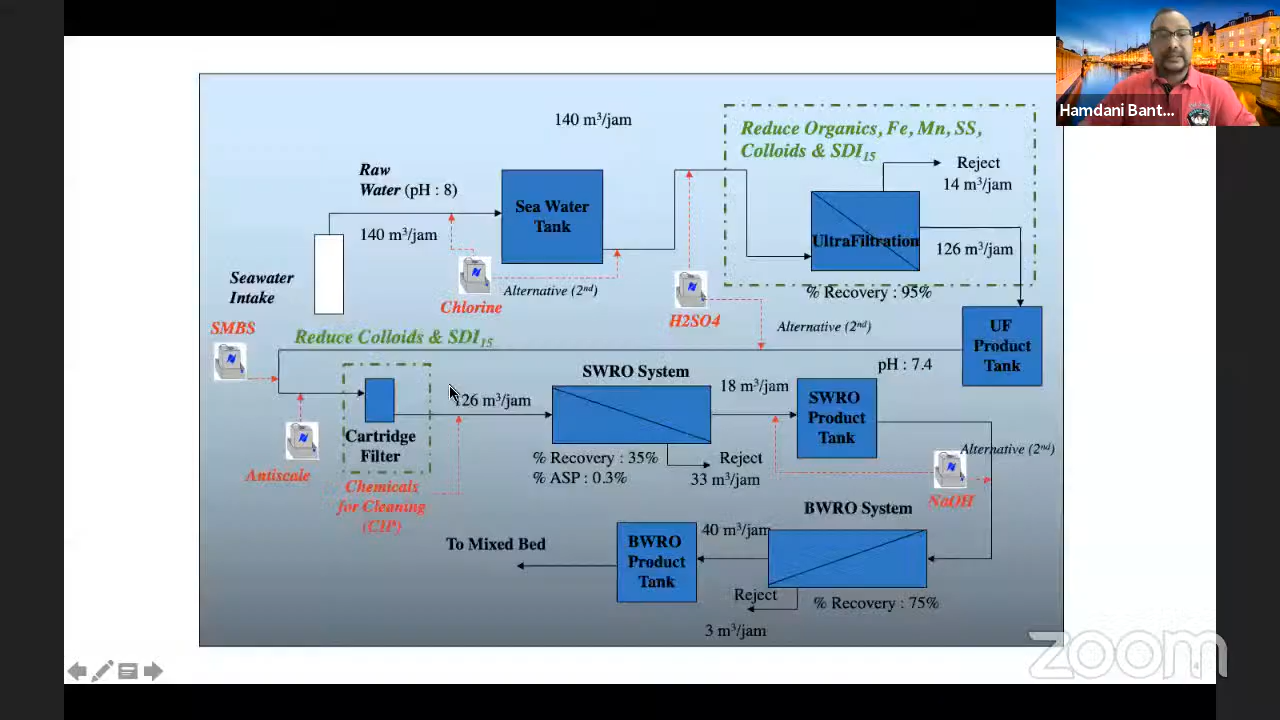 Hamdani Bant...
140 m³/jam
Reduce Organics, Fe, Mn, SS,
Colloids & SDI₁₅
Reject
14 m³/jam
Raw
Water (pH : 8)
140 m³/jam
Sea Water
Tank
UltraFiltration
126 m³/jam
Seawater
Intake
Chlorine
Alternative (2ⁿᵈ)
H2SO4
% Recovery : 95%
Alternative (2ⁿᵈ)
UF
Product
Tank
SMBS
Reduce Colloids & SDI₁₅
pH : 7.4
SWRO System
18 m³/jam
SWRO
Product
Tank
126 m³/jam
Cartridge
Filter
% Recovery : 35%
% ASP : 0.3%
Reject
33 m³/jam
Alternative (2ⁿᵈ)
NaOH
Antiscale
Chemicals
for Cleaning
(CIP)
BWRO System
To Mixed Bed
BWRO
Product
Tank
40 m³/jam
Reject
% Recovery : 75%
3 m³/jam
zoom